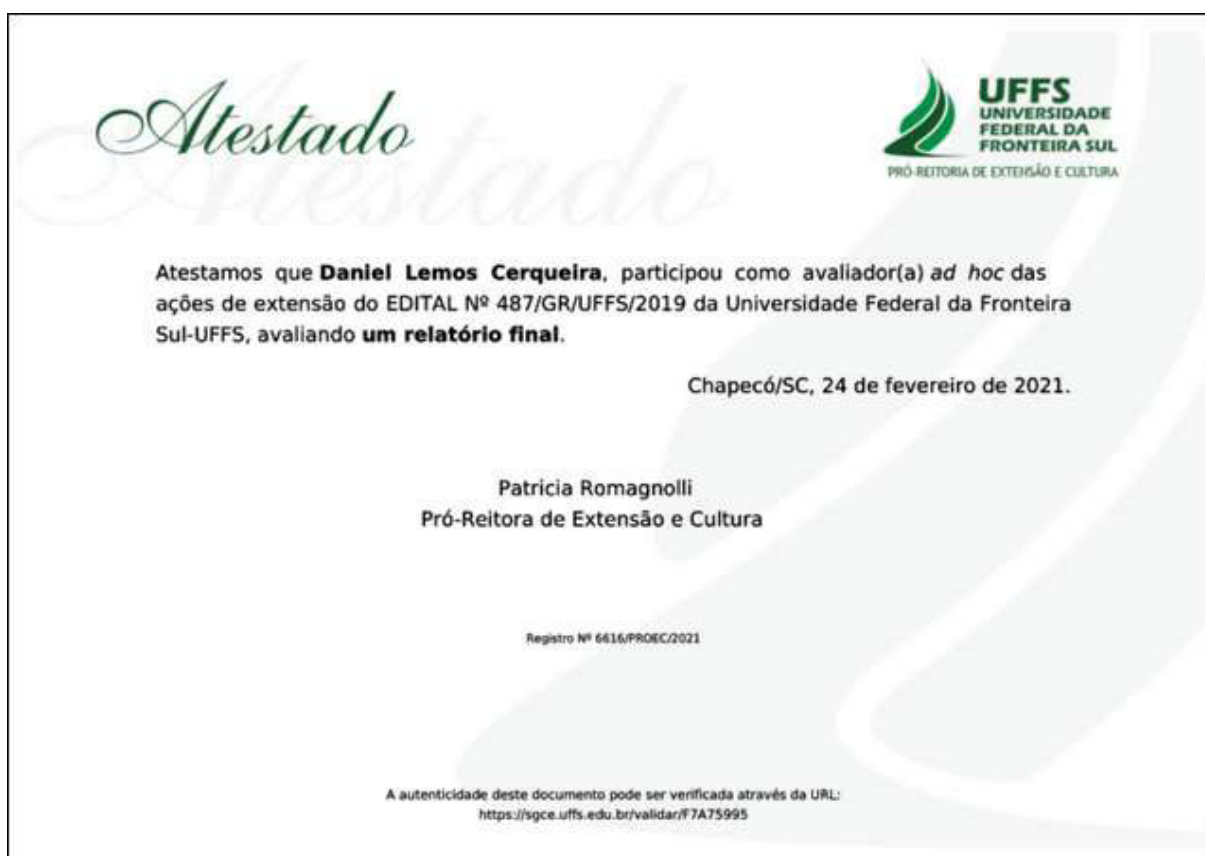 Atestado
UFFS
UNIVERSIDADE
FEDERAL DA
FRONTEIRA SUL
PRÓ-REITORIA DE EXTENSÃO E CULTURA
Atestamos que Daniel Lemos Cerqueira, participou como avaliador(a) ad hoc das
ações de extensão do EDITAL Nº 487/GR/UFFS/2019 da Universidade Federal da Fronteira
Sul-UFFS, avaliando um relatório final.
Chapecó/SC, 24 de fevereiro de 2021.
Patricia Romagnolli
Pró-Reitora de Extensão e Cultura
Registro Nº 6616/PROEC/2021
A autenticidade deste documento pode ser verificada através da URL:
https://sgce.uffs.edu.br/validar/F7A75995